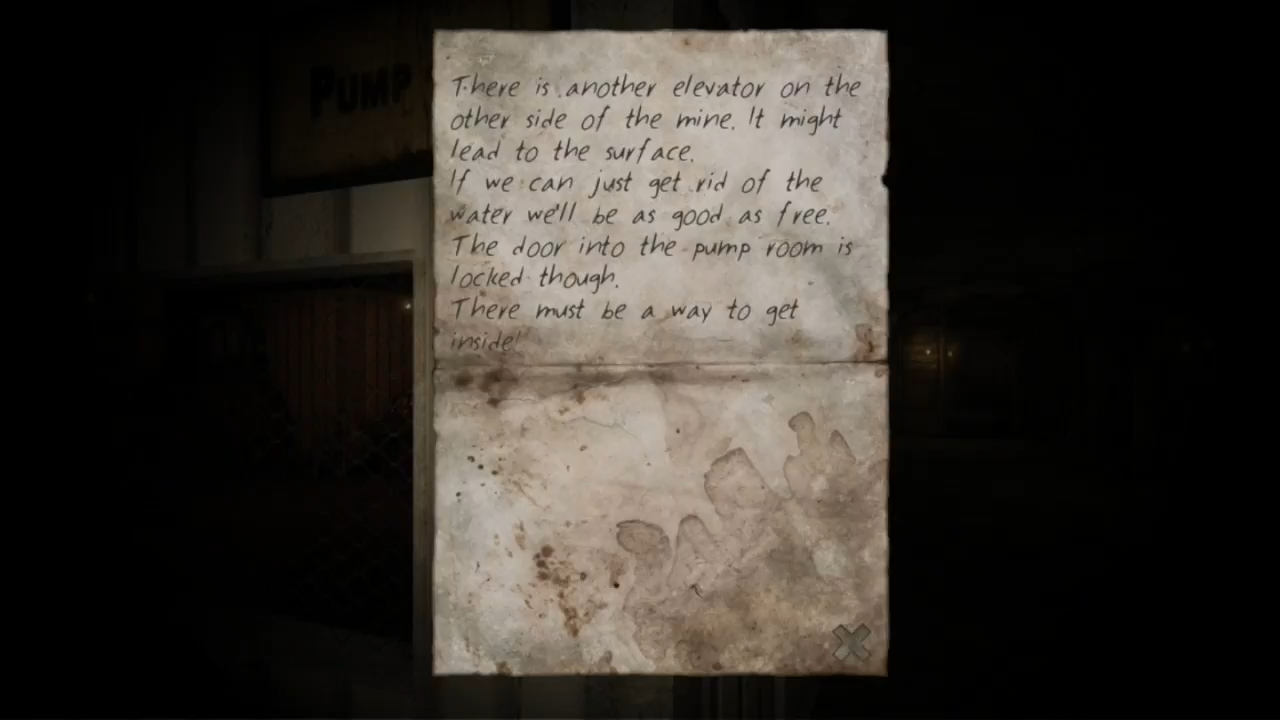 PUMP
There is another elevator on the
other side of the mine. It might
lead to the surface.
If we can just get rid of the
water we'll be as good as free.
The door into the pump room is
locked though.
There must be a way to get
inside!